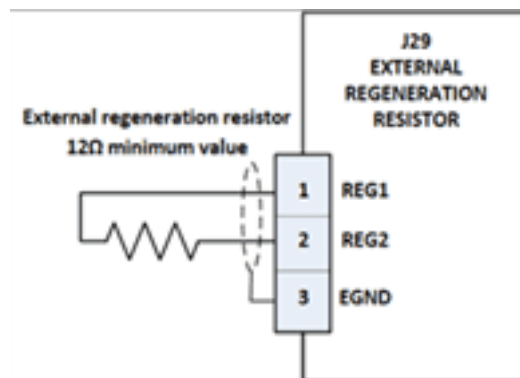 J29
EXTERNAL
REGENERATION
RESISTOR
External regeneration resistor
12Ω minimum value
1 REG1
2 REG2
3 EGND